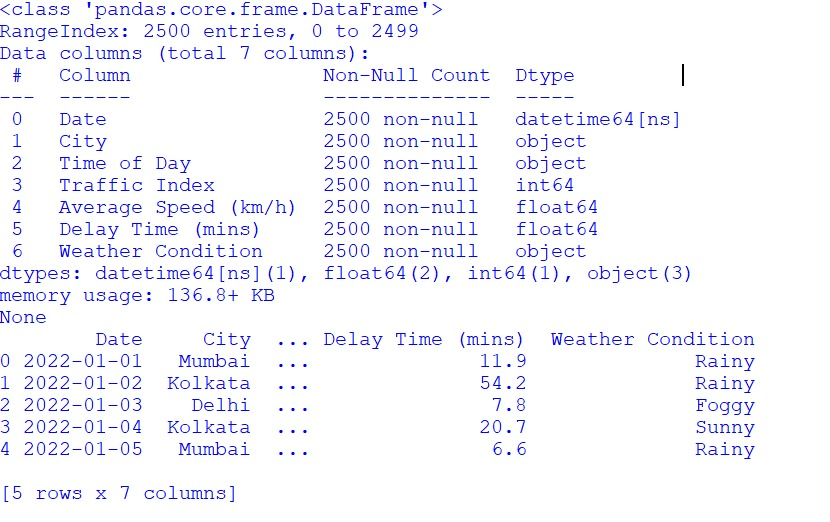 <class 'pandas.core.frame.DataFrame'>
RangeIndex: 2500 entries, 0 to 2499
Data columns (total 7 columns):
 #   Column                Non-Null Count  Dtype
---  ------                --------------  -----
 0   Date                  2500 non-null   datetime64[ns]
 1   City                  2500 non-null   object
 2   Time of Day           2500 non-null   object
 3   Traffic Index         2500 non-null   int64
 4   Average Speed (km/h)  2500 non-null   float64
 5   Delay Time (mins)     2500 non-null   float64
 6   Weather Condition     2500 non-null   object
dtypes: datetime64[ns](1), float64(2), int64(1), object(3)
memory usage: 136.8+ KB
None
        Date     City  ... Delay Time (mins)  Weather Condition
0 2022-01-01   Mumbai  ...              11.9              Rainy
1 2022-01-02  Kolkata  ...              54.2              Rainy
2 2022-01-03    Delhi  ...               7.8              Foggy
3 2022-01-04  Kolkata  ...              20.7              Sunny
4 2022-01-05   Mumbai  ...               6.6              Rainy

[5 rows x 7 columns]